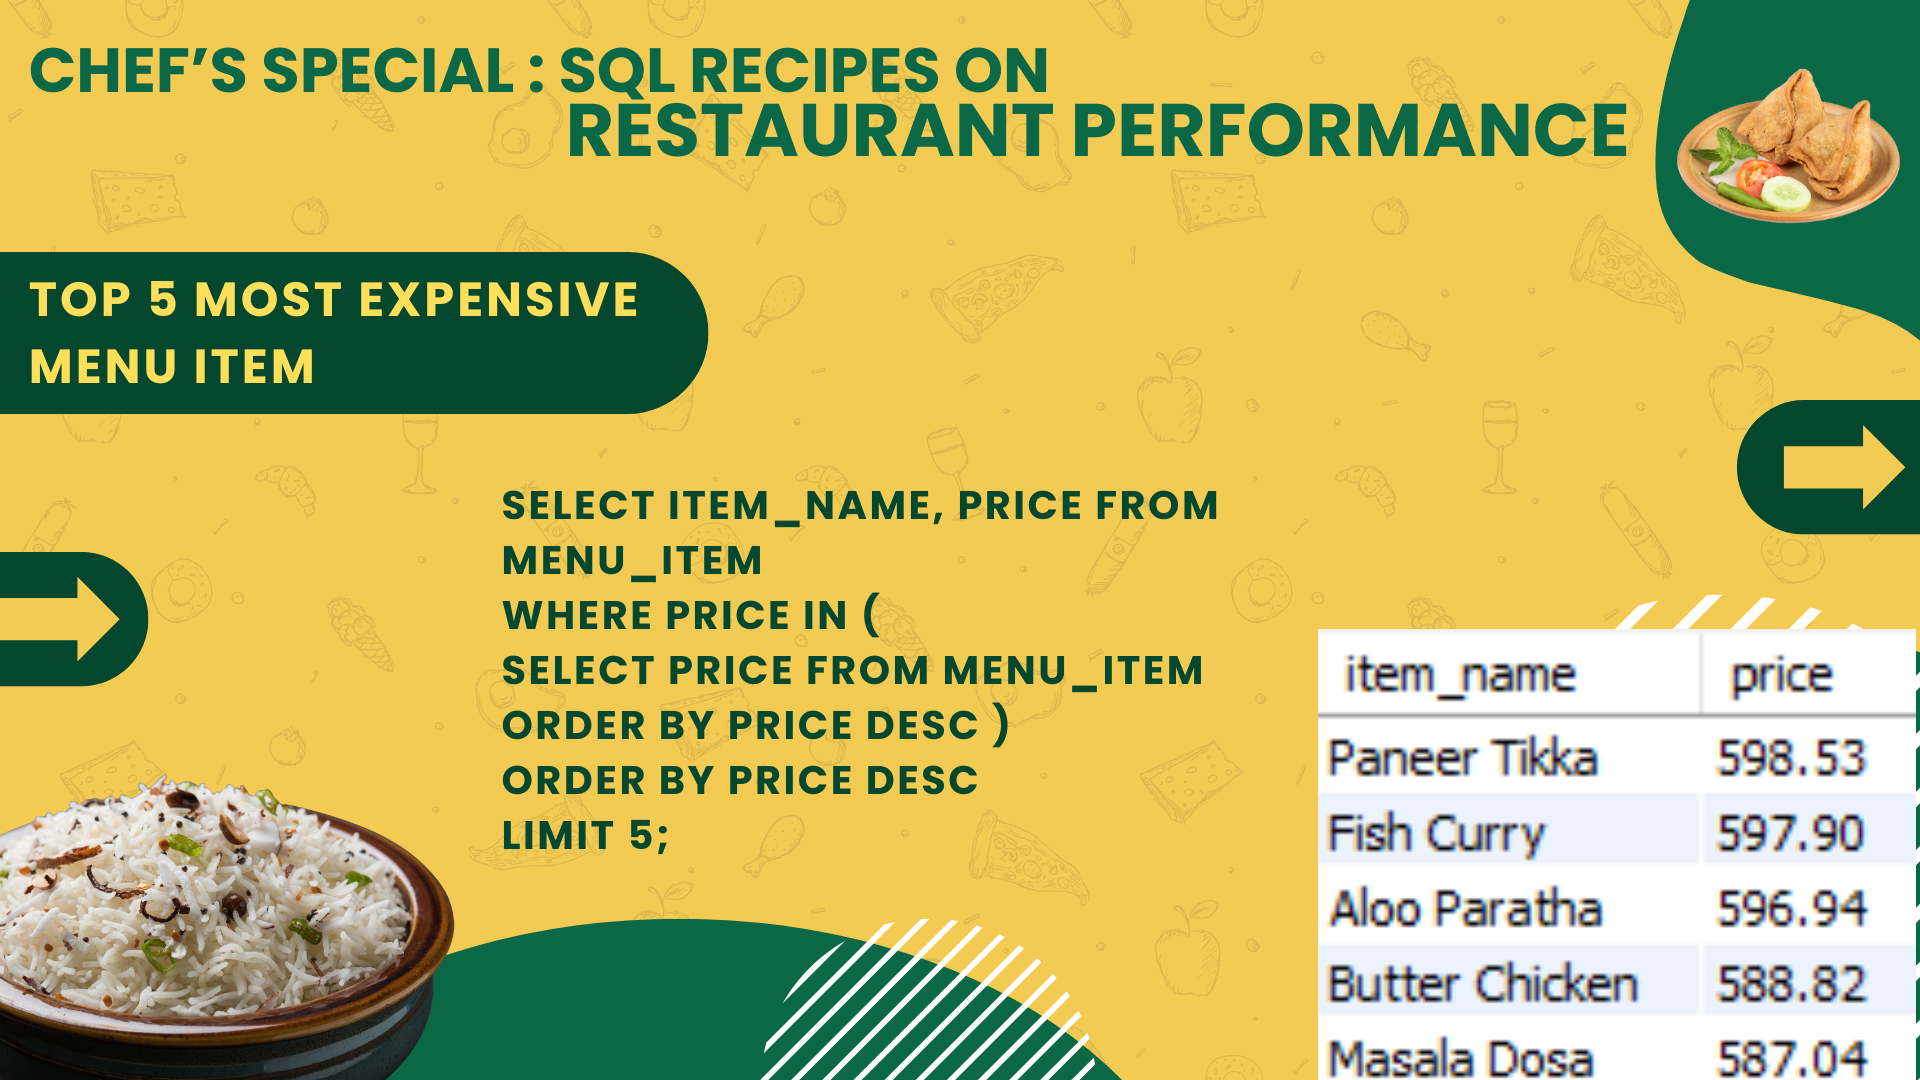 CHEF’S SPECIAL : SQL RECIPES ON
RESTAURANT PERFORMANCE
TOP 5 MOST EXPENSIVE
MENU ITEM
SELECT ITEM_NAME, PRICE FROM
MENU_ITEM
WHERE PRICE IN (
SELECT PRICE FROM MENU_ITEM
ORDER BY PRICE DESC )
ORDER BY PRICE DESC
LIMIT 5;
item_name price
Paneer Tikka 598.53
Fish Curry 597.90
Aloo Paratha 596.94
Butter Chicken 588.82
Masala Dosa 587.04